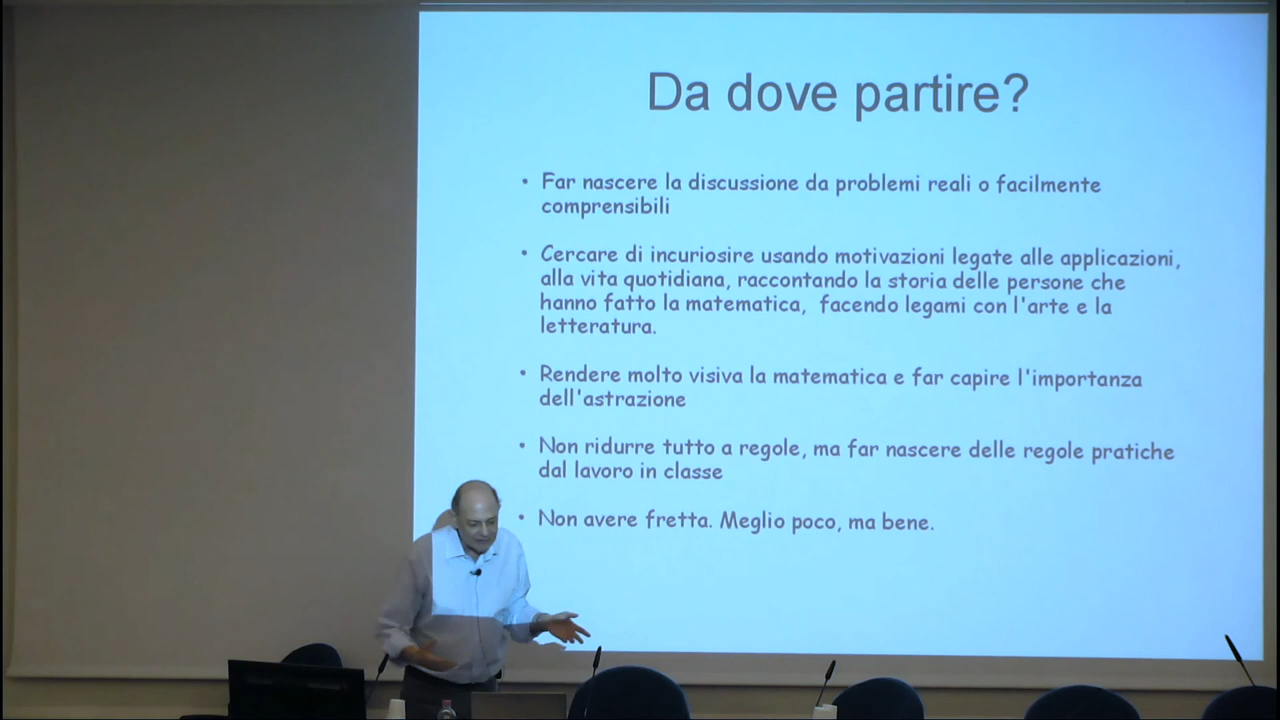 Da dove partire?
• Far nascere la discussione da problemi reali o facilmente
comprensibili
• Cercare di incuriosire usando motivazioni legate alle applicazioni,
alla vita quotidiana, raccontando la storia delle persone che
hanno fatto la matematica, facendo legami con l'arte e la
letteratura.
• Rendere molto visiva la matematica e far capire l'importanza
dell'astrazione
• Non ridurre tutto a regole, ma far nascere delle regole pratiche
dal lavoro in classe
• Non avere fretta. Meglio poco, ma bene.